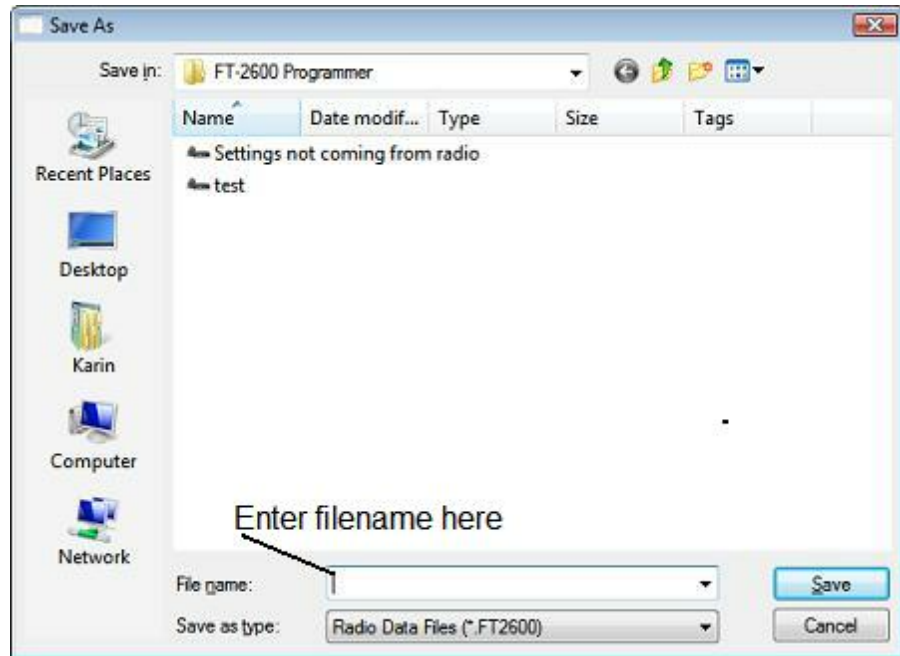 Save As
Save in: FT-2600 Programmer
Name Date modif... Type Size Tags
Settings not coming from radio
test
Recent Places
Desktop
Karin
Computer
Network
Enter filename here
File name: Save
Save as type: Radio Data Files (*.FT2600) Cancel